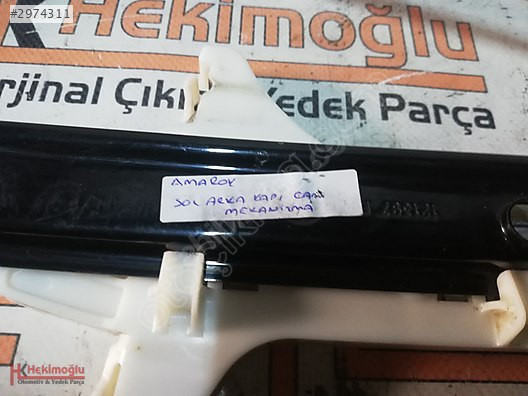 #2974311
Hekimoğlu
rjinal Çık Yedek Parça
AMAROK
SOL ARKA KAPI CAM
MEKANİZMA
Hekimoğlu
Otomotiv & Yedek Parça